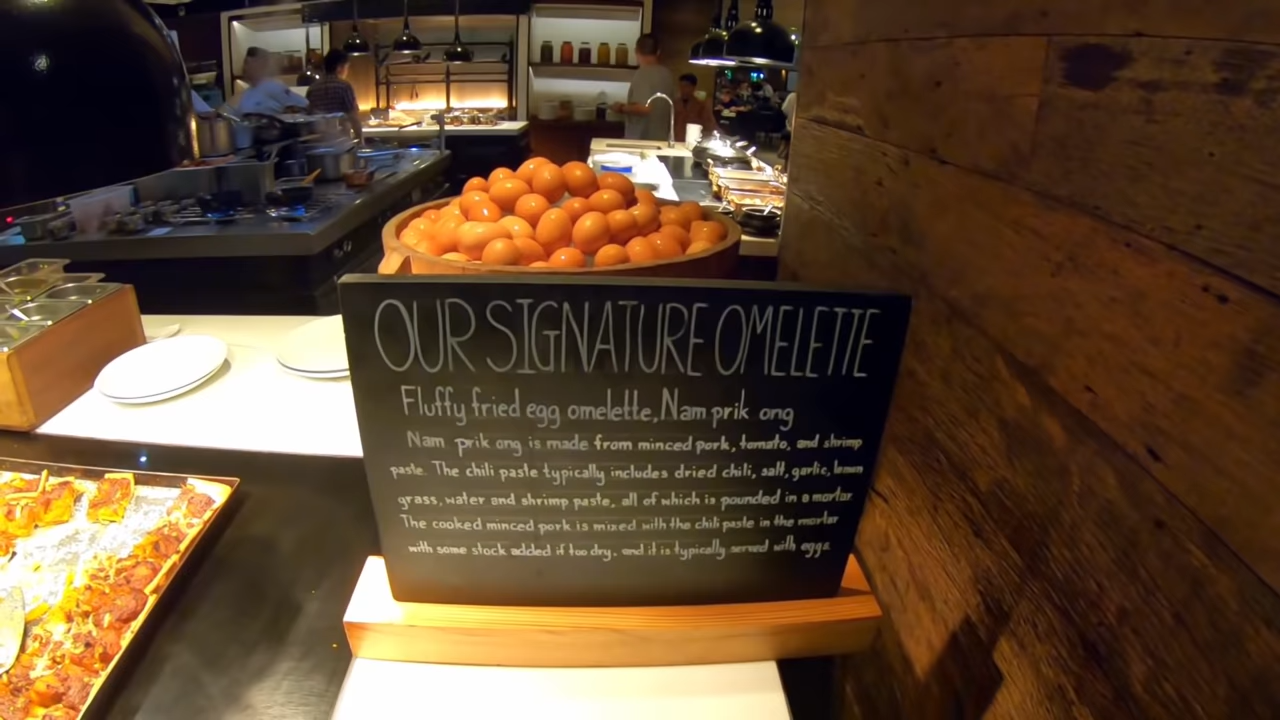 OUR SIGNATURE OMELETTE
Fluffy fried egg omelette, Nam prik ong
Nam prik ong is made from minced pork, tomato, and shrimp
paste. The chili paste typically includes dried chili, salt, garlic, lemon
grass, water and shrimp paste, all of which is pounded in a mortar
The cooked minced pork is mixed with the chili paste in the mortar
with some stock added if too dry, and it is typically served with eggs.